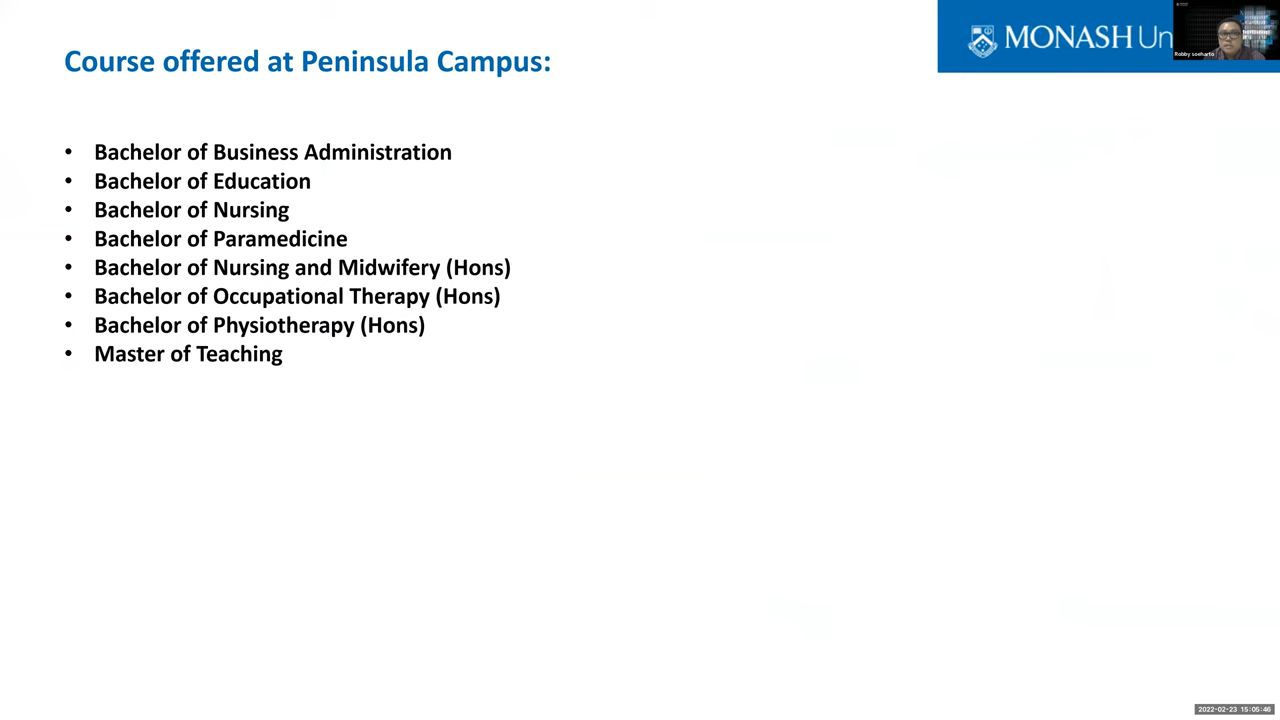 Course offered at Peninsula Campus:
MONASH Un
Robby soeharto
• Bachelor of Business Administration
• Bachelor of Education
• Bachelor of Nursing
• Bachelor of Paramedicine
• Bachelor of Nursing and Midwifery (Hons)
• Bachelor of Occupational Therapy (Hons)
• Bachelor of Physiotherapy (Hons)
• Master of Teaching
2022-02-23 15:05:46